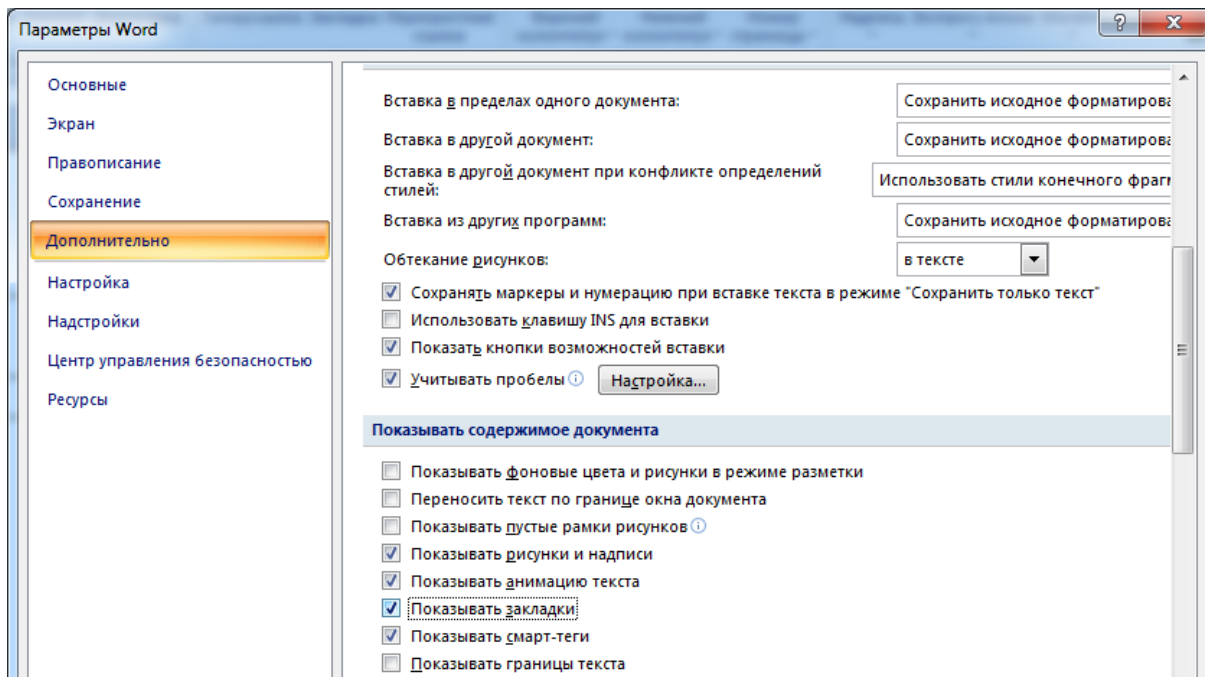 Параметры Word
Основные
Экран
Правописание
Сохранение
Дополнительно
Настройка
Надстройки
Центр управления безопасностью
Ресурсы
Вставка в пределах одного документа: Сохранить исходное форматирова
Вставка в другой документ: Сохранить исходное форматирова
Вставка в другой документ при конфликте определений
стилей: Использовать стили конечного фраг
Вставка из других программ: Сохранить исходное форматирова
Обтекание рисунков: в тексте
Сохранять маркеры и нумерацию при вставке текста в режиме "Сохранить только текст"
Использовать клавишу INS для вставки
Показать кнопки возможностей вставки
Учитывать пробелы Настройка...
Показывать содержимое документа
Показывать фоновые цвета и рисунки в режиме разметки
Переносить текст по границе окна документа
Показывать пустые рамки рисунков
Показывать рисунки и надписи
Показывать анимацию текста
Показывать закладки
Показывать смарт-теги
Показывать границы текста